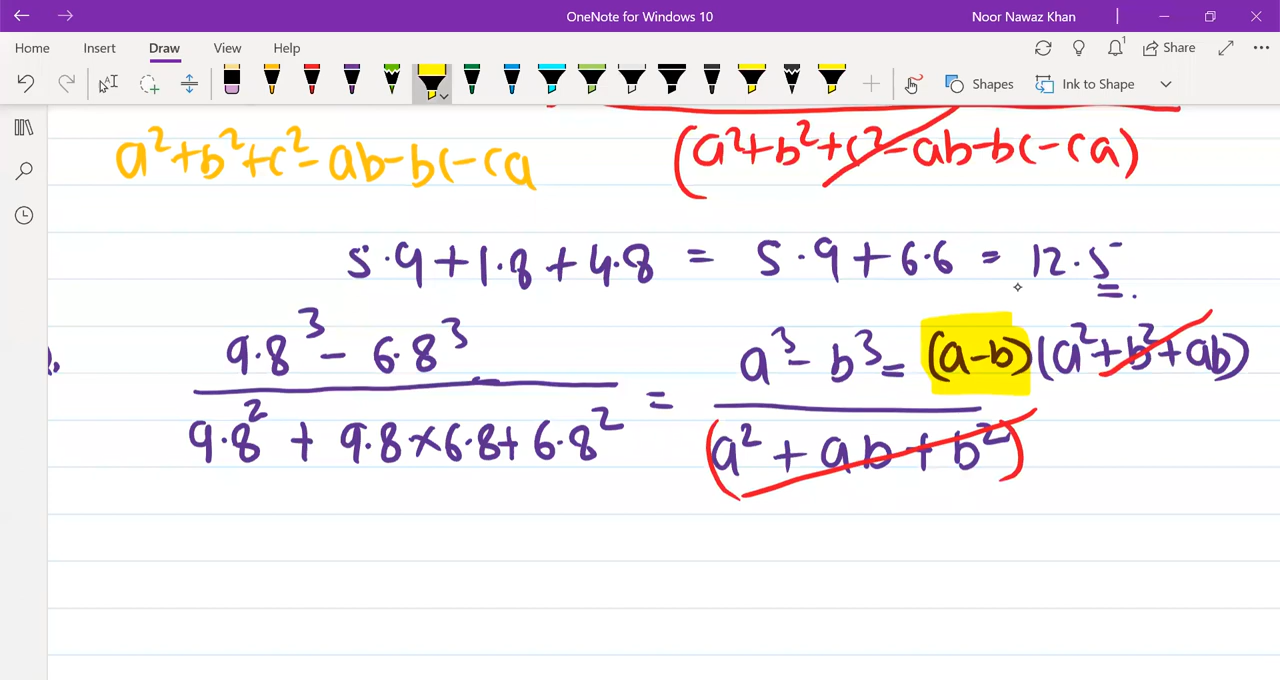 OneNote for Windows 10
Noor Nawaz Khan
Home Insert Draw View Help
Share
Shapes
Ink to Shape
a²+b²+c²-ab-bc-ca
(a²+b²+c²-ab-bc-ca)
5.9+1.8+4.8 = 5.9+6.6 = 12.5.
9.8³ - 6.8³
a³-b³=(a-b)(a²+b²+ab)
=
9.8² + 9.8×6.8+6.8²
(a²+ab+b²)